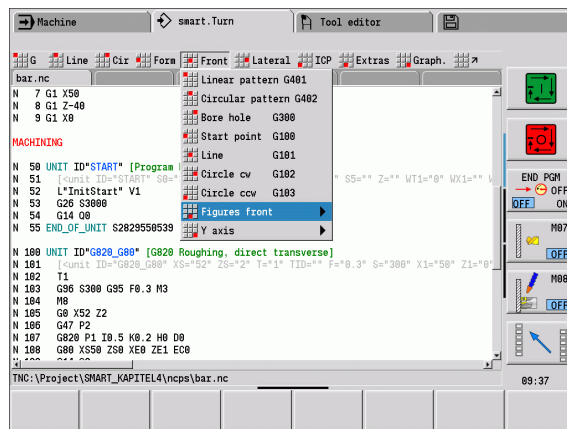 Machine smart.Turn Tool editor
G Line Cir Form Front Lateral ICP Extras Graph.
bar.nc
Linear pattern G401
Circular pattern G402
Bore hole G300
Start point G100
Line G101
Circle cw G102
Circle ccw G103
Figures front
Y axis
N 7 G1 X50
N 8 G1 Z-40
N 9 G1 X0
MACHINING
N 50 UNIT ID"START" [Program
N 51 [<unit ID="START" S0=" " S5="" Z="" WT1="0" WX1=""
N 52 L"InitStart" V1
N 53 G26 S3000
N 54 G14 Q0
N 55 END_OF_UNIT S2829550539
N 100 UNIT ID"G820_G80" [G820 Roughing, direct transverse]
N 101 [<unit ID="G820_G80" XS="52" ZS="2" T="1" TID="" F="0.3" S="300" X1="50" Z1="0"
N 102 T1
N 103 G96 S300 G95 F0.3 M3
N 104 M8
N 105 G0 X52 Z2
N 106 G47 P2
N 107 G820 P1 I0.5 K0.2 H0 D0
N 108 G80 XS50 ZS0 XE0 ZE1 EC0
TNC:\Project\SMART_KAPITEL4\ncps\bar.nc
END PGM
OFF
OFF ON
M07
OFF
M08
OFF
09:37